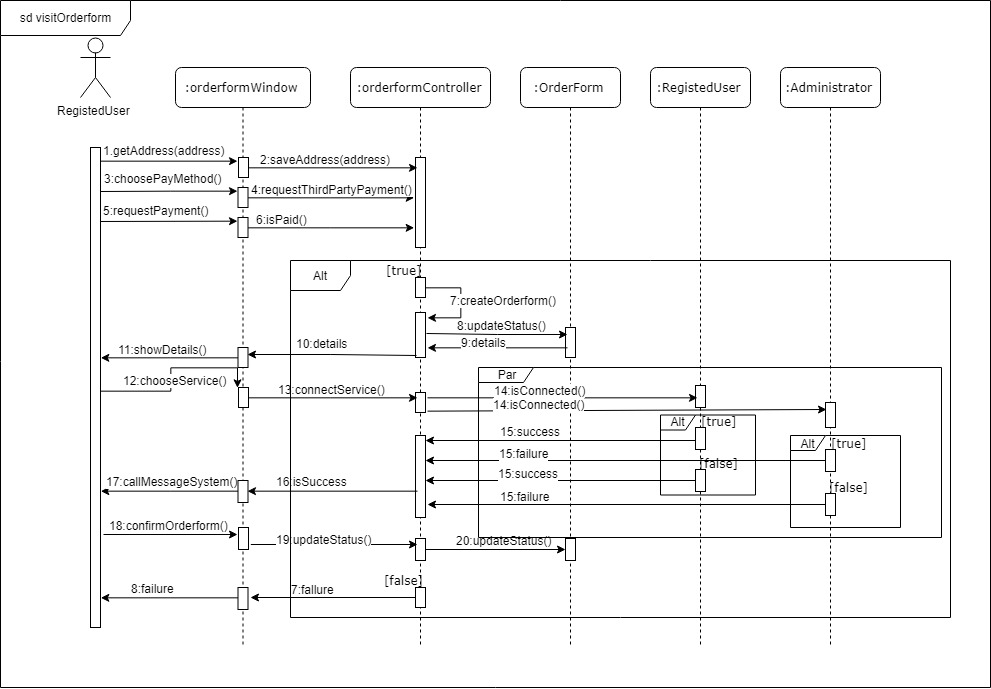 sd visitOrderform
RegistedUser
:orderformWindow
:orderformController
:OrderForm
:RegistedUser
:Administrator
1.getAddress(address)
2:saveAddress(address)
3:choosePayMethod()
4:requestThirdPartyPayment()
5:requestPayment()
6:isPaid()
Alt
[true]
7:createOrderform()
8:updateStatus()
9:details
10:details
11:showDetails()
Par
12:chooseService()
13:connectService()
14:isConnected()
14:isConnected()
Alt
[true]
15:success
Alt
[true]
15:failure
[false]
15:success
17:callMessageSystem()
16:isSuccess
[false]
15:failure
18:confirmOrderform()
19:updateStatus()
20:updateStatus()
[false]
8:failure
7:fallure